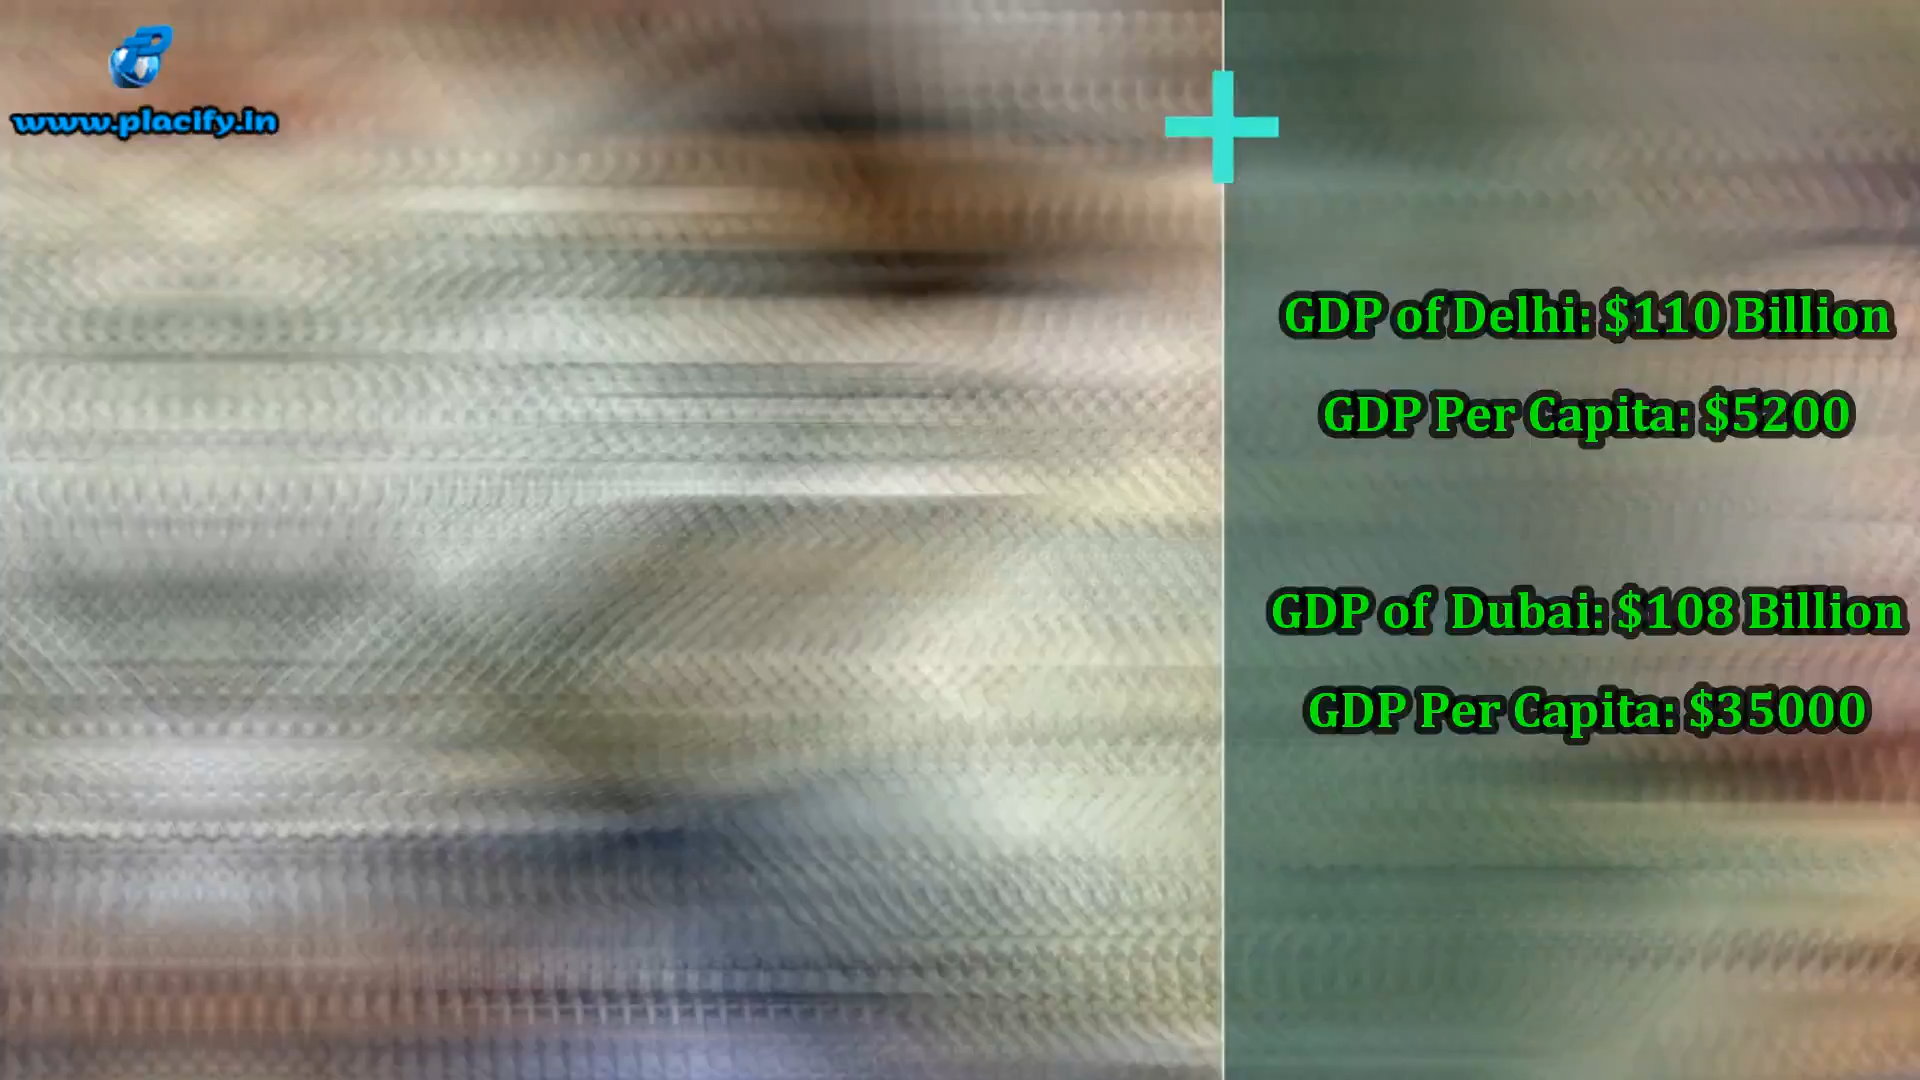 www.placify.in
GDP of Delhi: $110 Billion
GDP Per Capita: $5200
GDP of Dubai: $108 Billion
GDP Per Capita: $35000